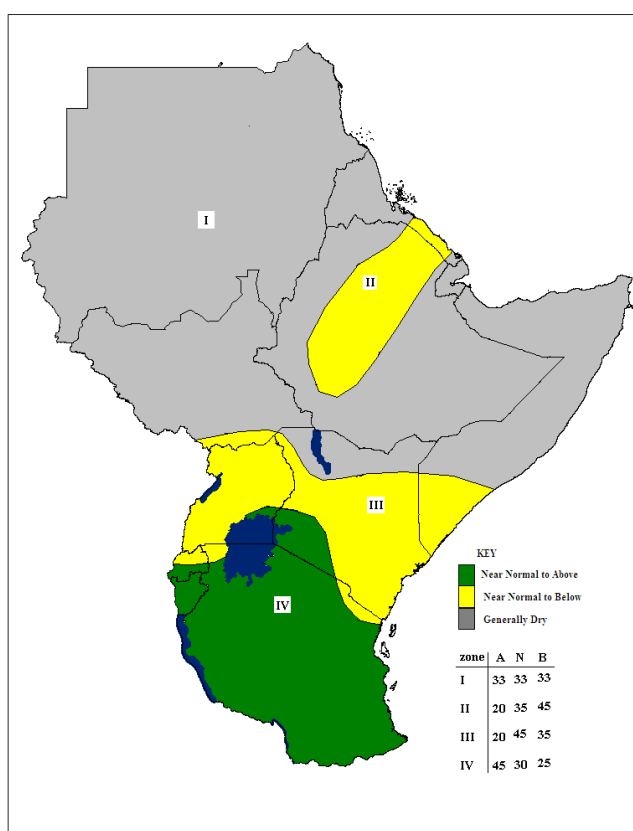 I
II
III
IV
KEY
Near Normal to Above
Near Normal to Below
Generally Dry
zone A N B
I 33 33 33
II 20 35 45
III 20 45 35
IV 45 30 25